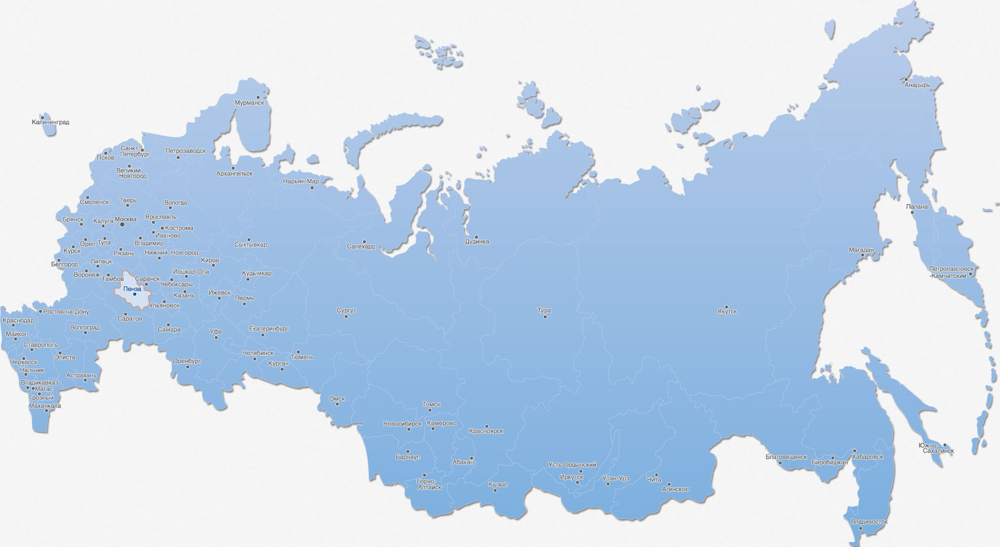 Анадырь
Мурманск
Калининград
Санкт-
Петербург
Петрозаводск
Псков
Великий
Новгород
Архангельск
Нарьян-Мар
Смоленск
Тверь
Вологда
Палана
Брянск
Калуга
Москва
Ярославль
Кострома
Иваново
Орел
Тула
Владимир
Сыктывкар
Салехард
Дудинка
Курск
Рязань
Нижний Новгород
Магадан
Белгород
Липецк
Киров
Петропавловск
-Камчатский
Воронеж
Тамбов
Саранск
Йошкар-Ола
Кудымкар
Чебоксары
Пенза
Казань
Ижевск
Пермь
Ульяновск
Ростов-на-Дону
Сургут
Тура
Якутск
Краснодар
Саратов
Волгоград
Самара
Уфа
Екатеринбург
Майкоп
Ставрополь
Элиста
Челябинск
Тюмень
Черкесск
Оренбург
Курган
Нальчик
Астрахань
Владикавказ
Магас
Грозный
Махачкала
Омск
Томск
Новосибирск
Кемерово
Красноярск
Южно-
Сахалинск
Барнаул
Абакан
Благовещенск
Биробиджан
Хабаровск
Усть-Ордынский
Иркутск
Улан-Удэ
Чита
Горно-
Алтайск
Кызыл
Агинское
Владивосток